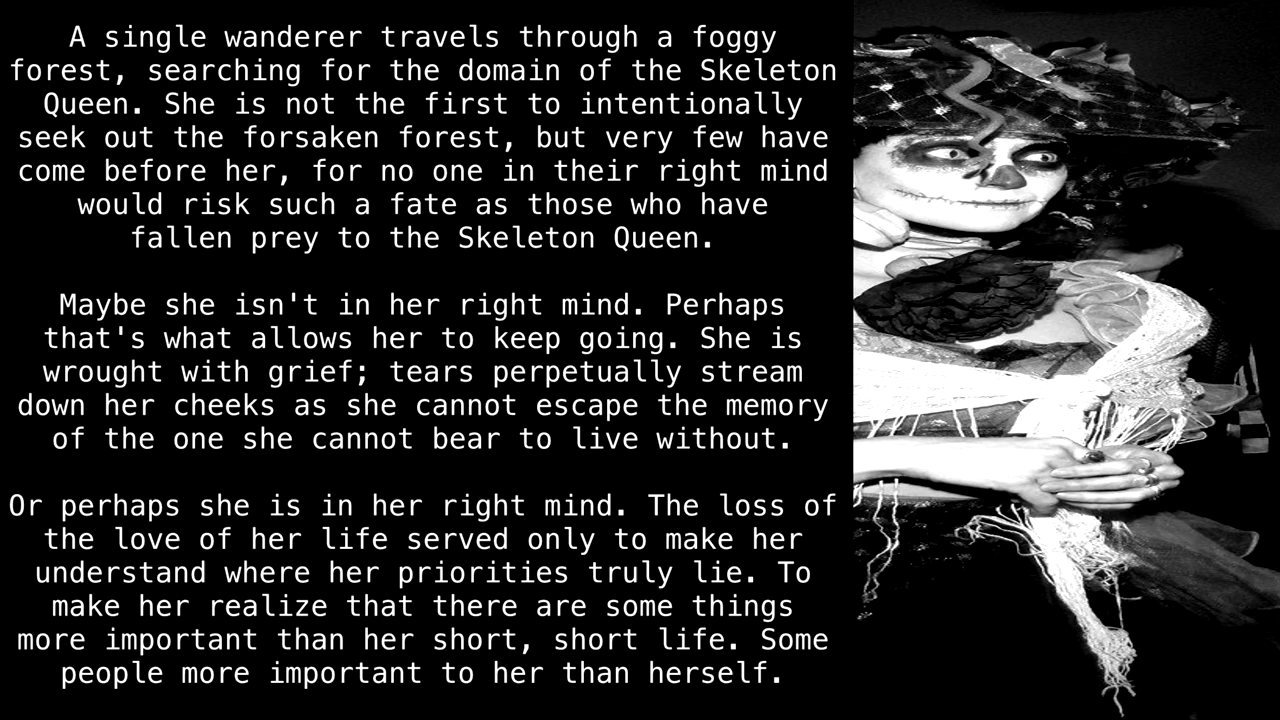 A single wanderer travels through a foggy
forest, searching for the domain of the Skeleton
Queen. She is not the first to intentionally
seek out the forsaken forest, but very few have
come before her, for no one in their right mind
would risk such a fate as those who have
fallen prey to the Skeleton Queen.
Maybe she isn't in her right mind. Perhaps
that's what allows her to keep going. She is
wrought with grief; tears perpetually stream
down her cheeks as she cannot escape the memory
of the one she cannot bear to live without.
Or perhaps she is in her right mind. The loss of
the love of her life served only to make her
understand where her priorities truly lie. To
make her realize that there are some things
more important than her short, short life. Some
people more important to her than herself.